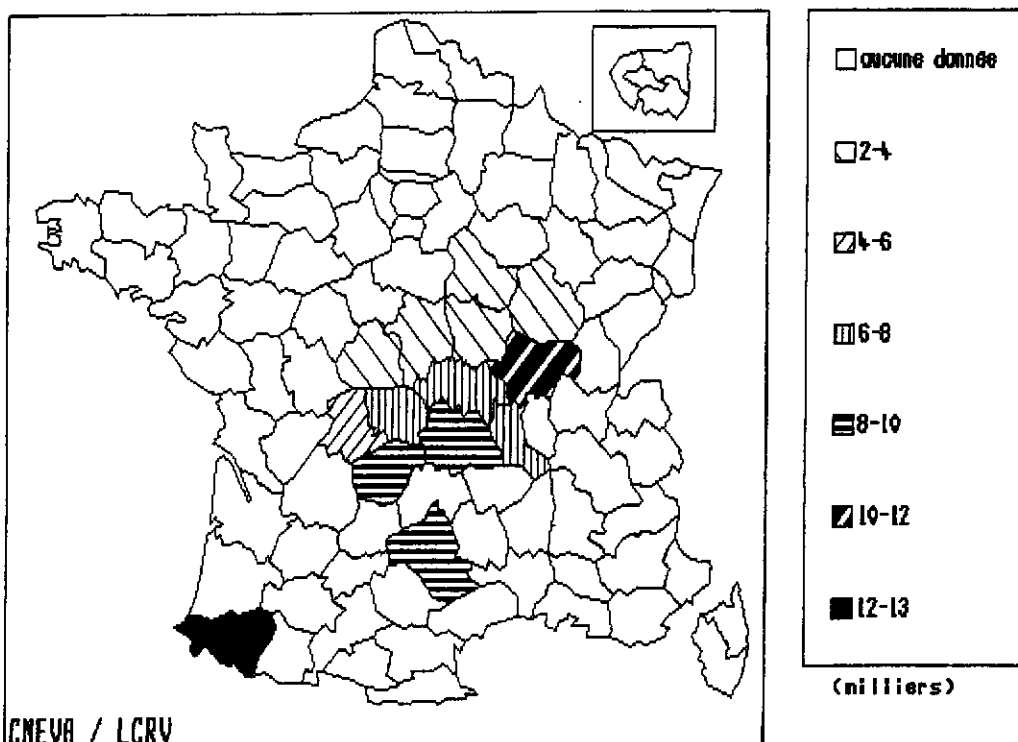 aucune donnée
2-4
4-6
6-8
8-10
10-12
12-13
(milliers)
CNEVA / LCRV